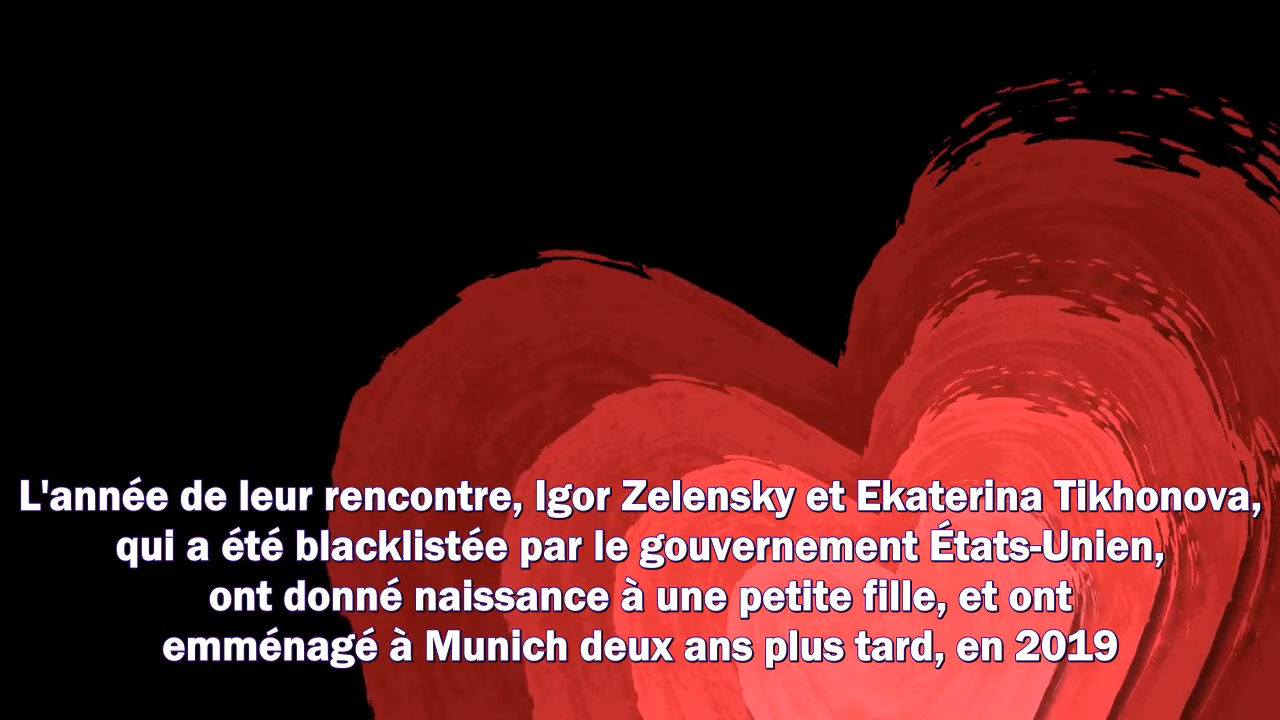 L'année de leur rencontre, Igor Zelensky et Ekaterina Tikhonova,
qui a été blacklistée par le gouvernement États-Unien,
ont donné naissance à une petite fille, et ont
emménagé à Munich deux ans plus tard, en 2019